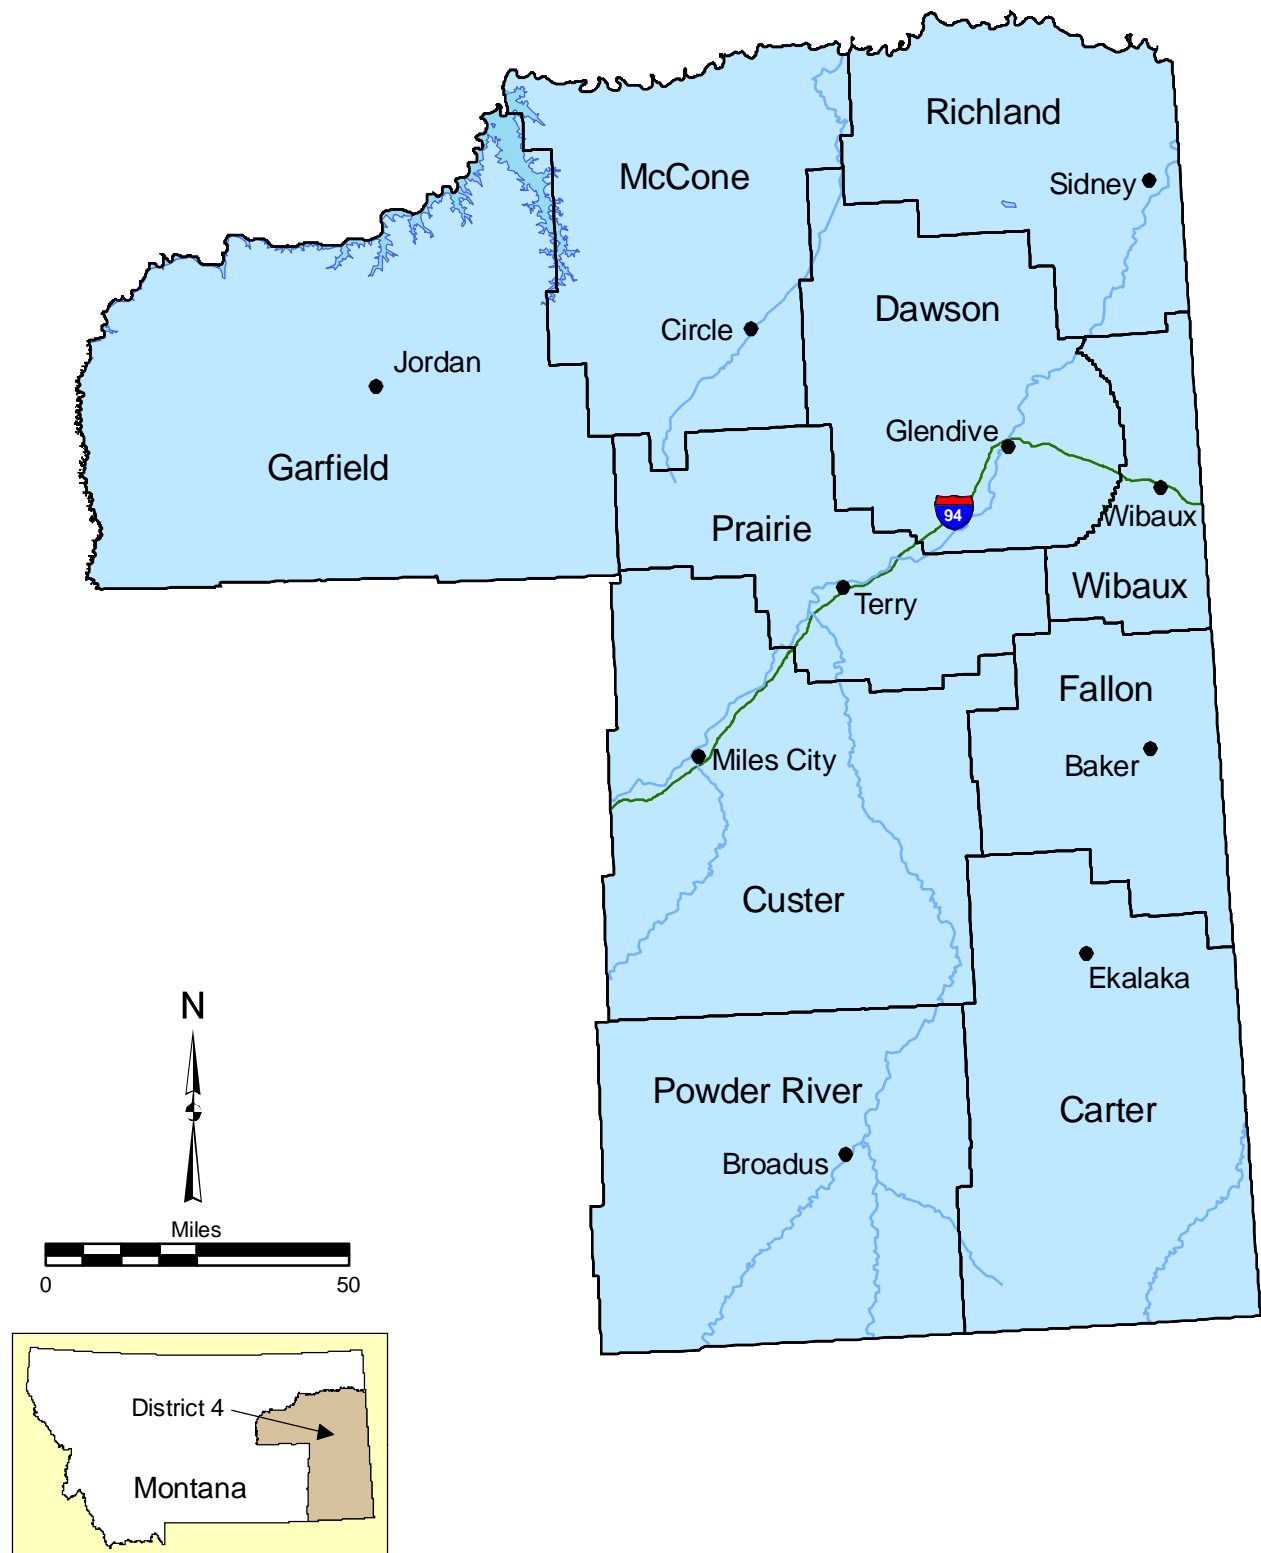 Richland
McCone
Sidney
Dawson
Circle
Jordan
Glendive
Garfield
94
Wibaux
Prairie
Wibaux
Terry
Fallon
Miles City
Baker
Custer
Ekalaka
N
Powder River
Carter
Broadus
Miles
0 50
District 4
Montana